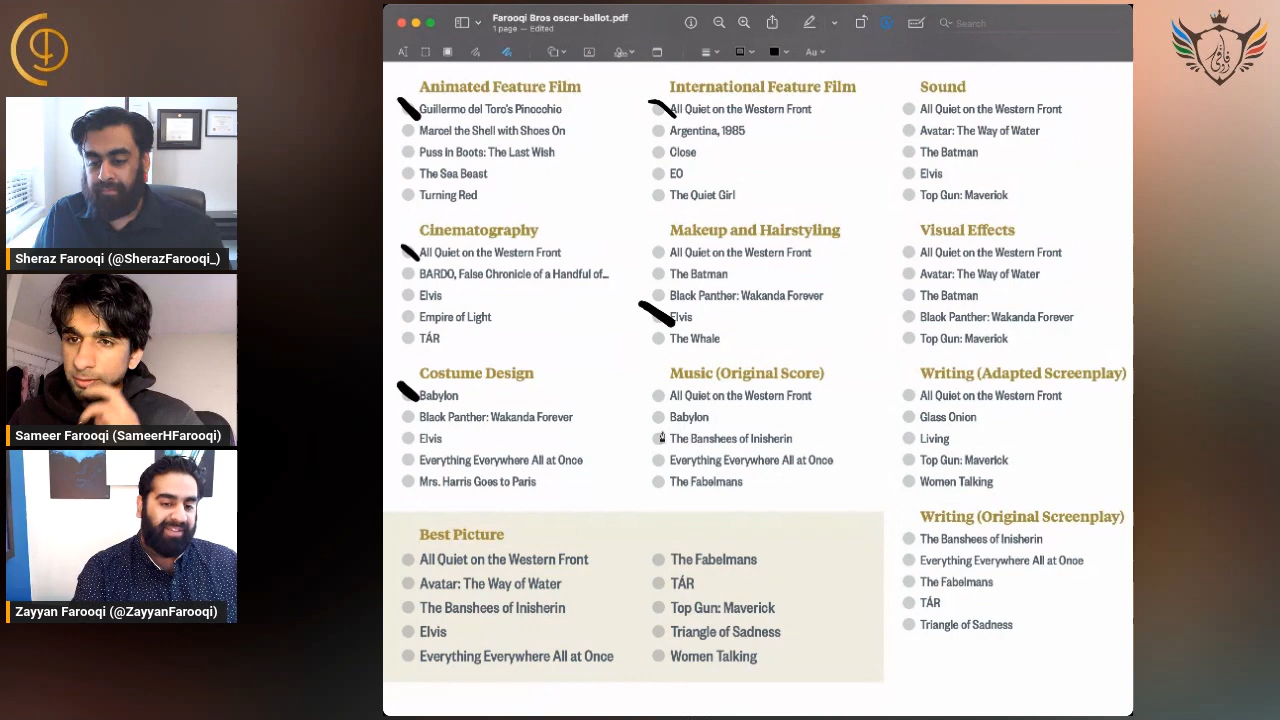 Farooqi Bros oscar-ballot.pdf
1 page – Edited
Search
Aa
Animated Feature Film
Guillermo del Toro's Pinocchio
Marcel the Shell with Shoes On
Puss in Boots: The Last Wish
The Sea Beast
Turning Red
Cinematography
All Quiet on the Western Front
BARDO, False Chronicle of a Handful of...
Elvis
Empire of Light
TÁR
Costume Design
Babylon
Black Panther: Wakanda Forever
Elvis
Everything Everywhere All at Once
Mrs. Harris Goes to Paris
International Feature Film
All Quiet on the Western Front
Argentina, 1985
Close
EO
The Quiet Girl
Makeup and Hairstyling
All Quiet on the Western Front
The Batman
Black Panther: Wakanda Forever
Elvis
The Whale
Music (Original Score)
All Quiet on the Western Front
Babylon
The Banshees of Inisherin
Everything Everywhere All at Once
The Fabelmans
Sound
All Quiet on the Western Front
Avatar: The Way of Water
The Batman
Elvis
Top Gun: Maverick
Visual Effects
All Quiet on the Western Front
Avatar: The Way of Water
The Batman
Black Panther: Wakanda Forever
Top Gun: Maverick
Writing (Adapted Screenplay)
All Quiet on the Western Front
Glass Onion
Living
Top Gun: Maverick
Women Talking
Writing (Original Screenplay)
The Banshees of Inisherin
Everything Everywhere All at Once
The Fabelmans
TÁR
Triangle of Sadness
Best Picture
All Quiet on the Western Front
Avatar: The Way of Water
The Banshees of Inisherin
Elvis
Everything Everywhere All at Once
The Fabelmans
TÁR
Top Gun: Maverick
Triangle of Sadness
Women Talking
Sheraz Farooqi (@SherazFarooqi_)
Sameer Farooqi (SameerHFarooqi)
Zayyan Farooqi (@ZayyanFarooqi)